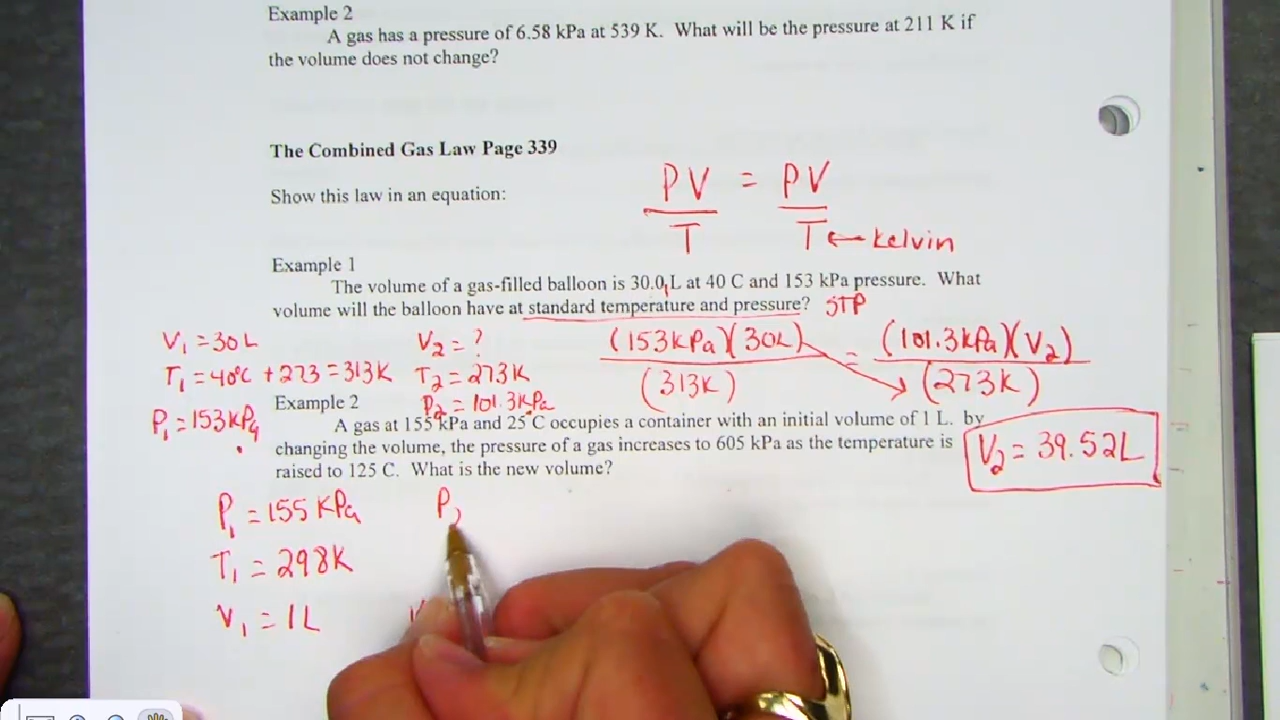 Example 2
A gas has a pressure of 6.58 kPa at 539 K. What will be the pressure at 211 K if
the volume does not change?
The Combined Gas Law Page 339
Show this law in an equation:
PV = PV
T T ← Kelvin
Example 1
The volume of a gas-filled balloon is 30.0 L at 40 C and 153 kPa pressure. What
volume will the balloon have at standard temperature and pressure? STP
V₁ = 30L V₂ = ? (153kPa)(30L) = (101.3kPa)(V₂)
T₁ = 40°C + 273 = 313K T₂ = 273K (313K) (273K)
P₁ = 153kPa P₂ = 101.3kPa
Example 2
A gas at 155 kPa and 25 C occupies a container with an initial volume of 1 L. by
changing the volume, the pressure of a gas increases to 605 kPa as the temperature is
raised to 125 C. What is the new volume?
V₂ = 39.52L
P₁ = 155 kPa P₂
T₁ = 298K
V₁ = 1L